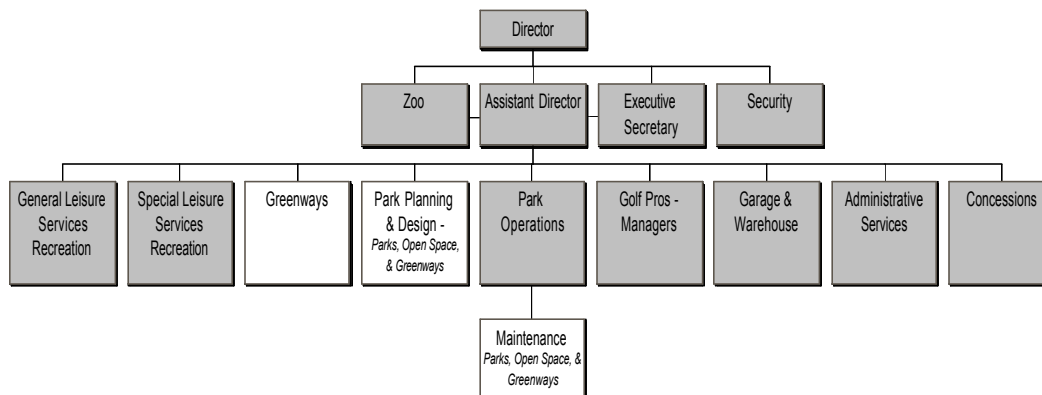 Director
Zoo
Assistant Director
Executive
Secretary
Security
General Leisure
Services
Recreation
Special Leisure
Services
Recreation
Greenways
Park Planning
& Design -
Parks, Open Space,
& Greenways
Park
Operations
Golf Pros -
Managers
Garage &
Warehouse
Administrative
Services
Concessions
Maintenance
Parks, Open Space, &
Greenways